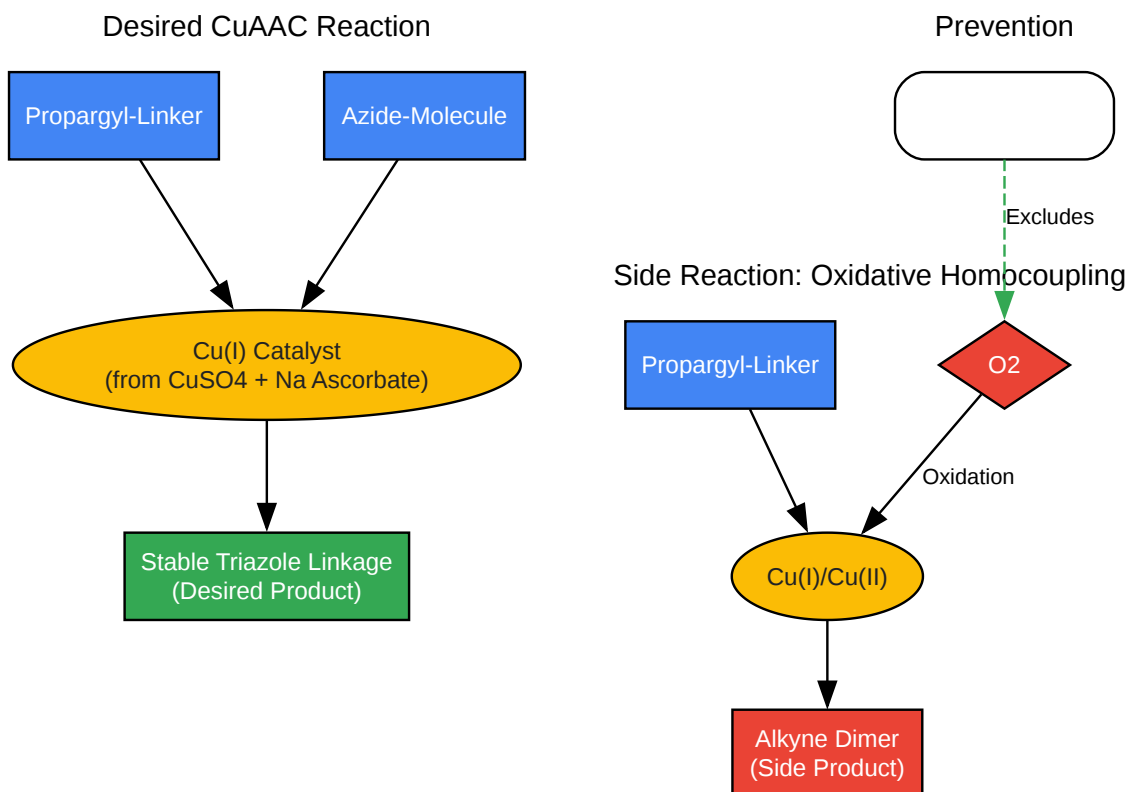 Desired CuAAC Reaction
Propargyl-Linker
Azide-Molecule
Cu(I) Catalyst
(from CuSO4 + Na Ascorbate)
Stable Triazole Linkage
(Desired Product)
Prevention
Excludes
Side Reaction: Oxidative Homocoupling
Propargyl-Linker
O2
Oxidation
Cu(I)/Cu(II)
Alkyne Dimer
(Side Product)